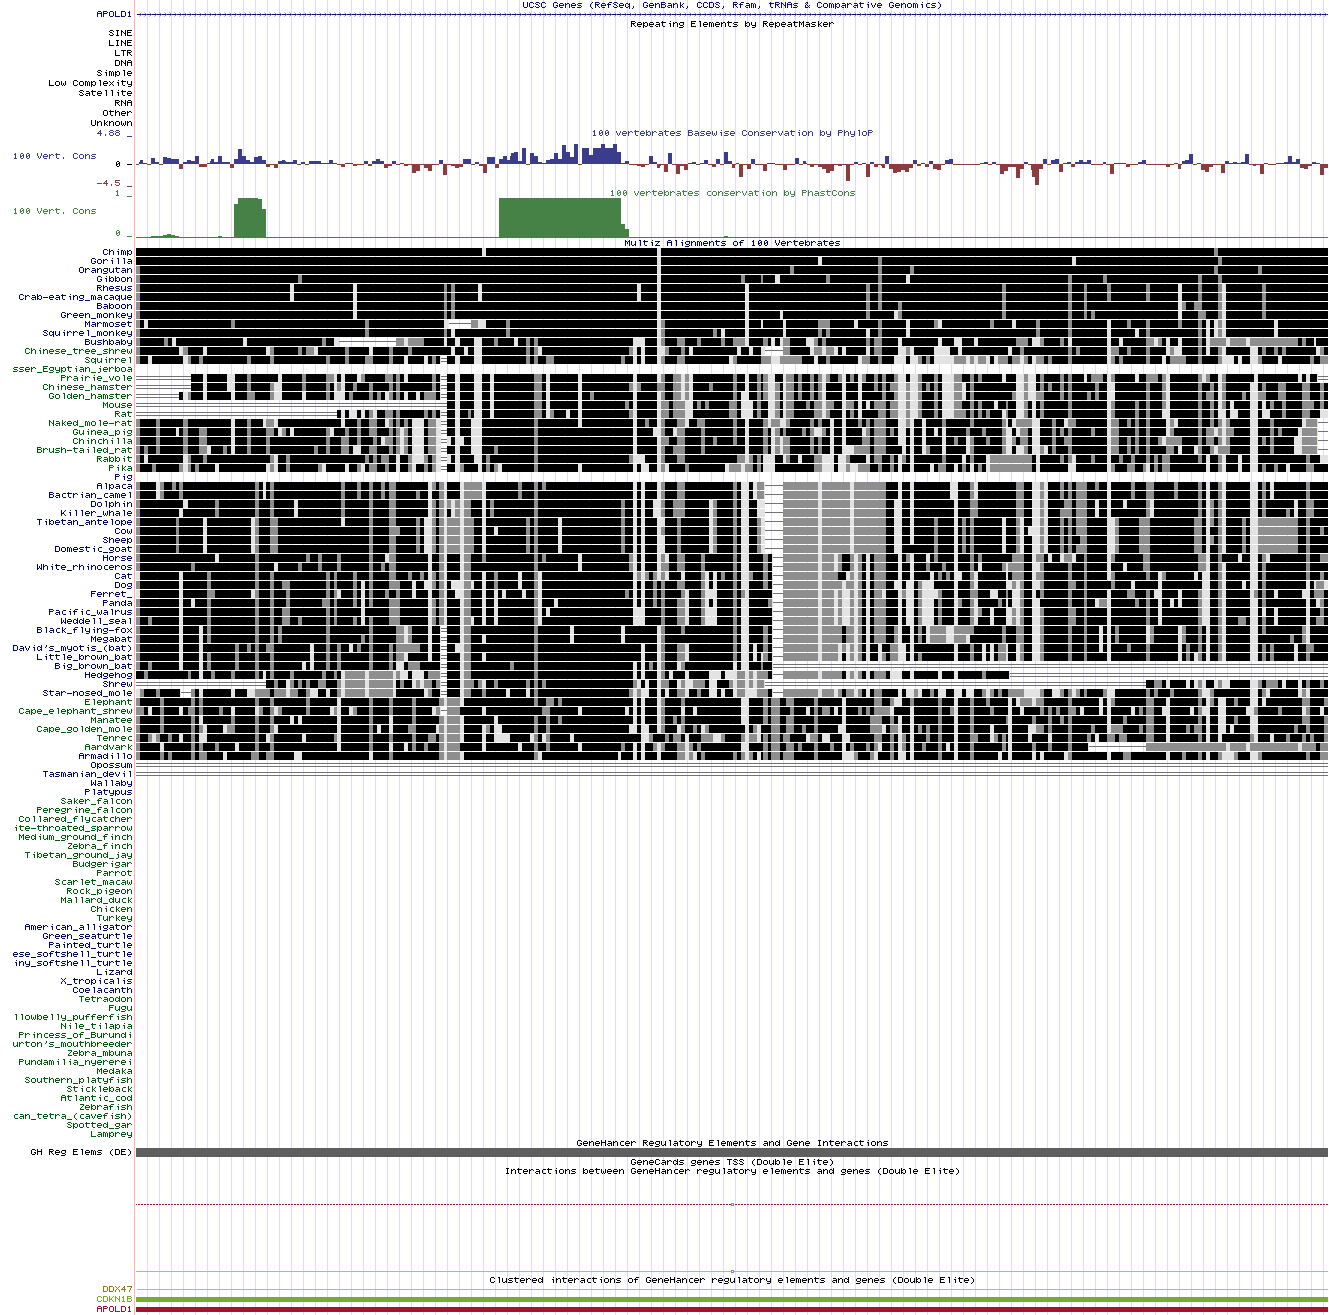 UCSC Genes (RefSeq, GenBank, CCDS, Rfam, tRNAs & Comparative Genomics)
APOLD1
Repeating Elements by RepeatMasker
SINE
LINE
LTR
DNA
Simple
Low Complexity
Satellite
RNA
Other
Unknown
4.88 _
100 vertebrates Basewise Conservation by PhyloP
100 Vert. Cons
0 _
-4.5 _
100 vertebrates conservation by PhastCons
1 _
100 Vert. Cons
0 _
Multiz Alignments of 100 Vertebrates
Chimp
Gorilla
Orangutan
Gibbon
Rhesus
Crab-eating_macaque
Baboon
Green_monkey
Marmoset
Squirrel_monkey
Bushbaby
Chinese_tree_shrew
Squirrel
sser_Egyptian_jerboa
Prairie_vole
Chinese_hamster
Golden_hamster
Mouse
Rat
Naked_mole-rat
Guinea_pig
Chinchilla
Brush-tailed_rat
Rabbit
Pika
Pig
Alpaca
Bactrian_camel
Dolphin
Killer_whale
Tibetan_antelope
Cow
Sheep
Domestic_goat
Horse
White_rhinoceros
Cat
Dog
Ferret_
Panda
Pacific_walrus
Weddell_seal
Black_flying-fox
Megabat
David's_myotis_(bat)
Little_brown_bat
Big_brown_bat
Hedgehog
Shrew
Star-nosed_mole
Elephant
Cape_elephant_shrew
Manatee
Cape_golden_mole
Tenrec
Aardvark
Armadillo
Opossum
Tasmanian_devil
Wallaby
Platypus
Saker_falcon
Peregrine_falcon
Collared_flycatcher
ite-throated_sparrow
Medium_ground_finch
Zebra_finch
Tibetan_ground_jay
Budgerigar
Parrot
Scarlet_macaw
Rock_pigeon
Mallard_duck
Chicken
Turkey
American_alligator
Green_seaturtle
Painted_turtle
ese_softshell_turtle
iny_softshell_turtle
Lizard
X_tropicalis
Coelacanth
Tetraodon
Fugu
llowbelly_pufferfish
Nile_tilapia
Princess_of_Burundi
urton's_mouthbreeder
Zebra_mbuna
Pundamilia_nyererei
Medaka
Southern_platyfish
Stickleback
Atlantic_cod
Zebrafish
can_tetra_(cavefish)
Spotted_gar
Lamprey
GeneHancer Regulatory Elements and Gene Interactions
GH Reg Elems (DE)
GeneCards genes TSS (Double Elite)
Interactions between GeneHancer regulatory elements and genes (Double Elite)
Clustered interactions of GeneHancer regulatory elements and genes (Double Elite)
DDX47
CDKN1B
APOLD1